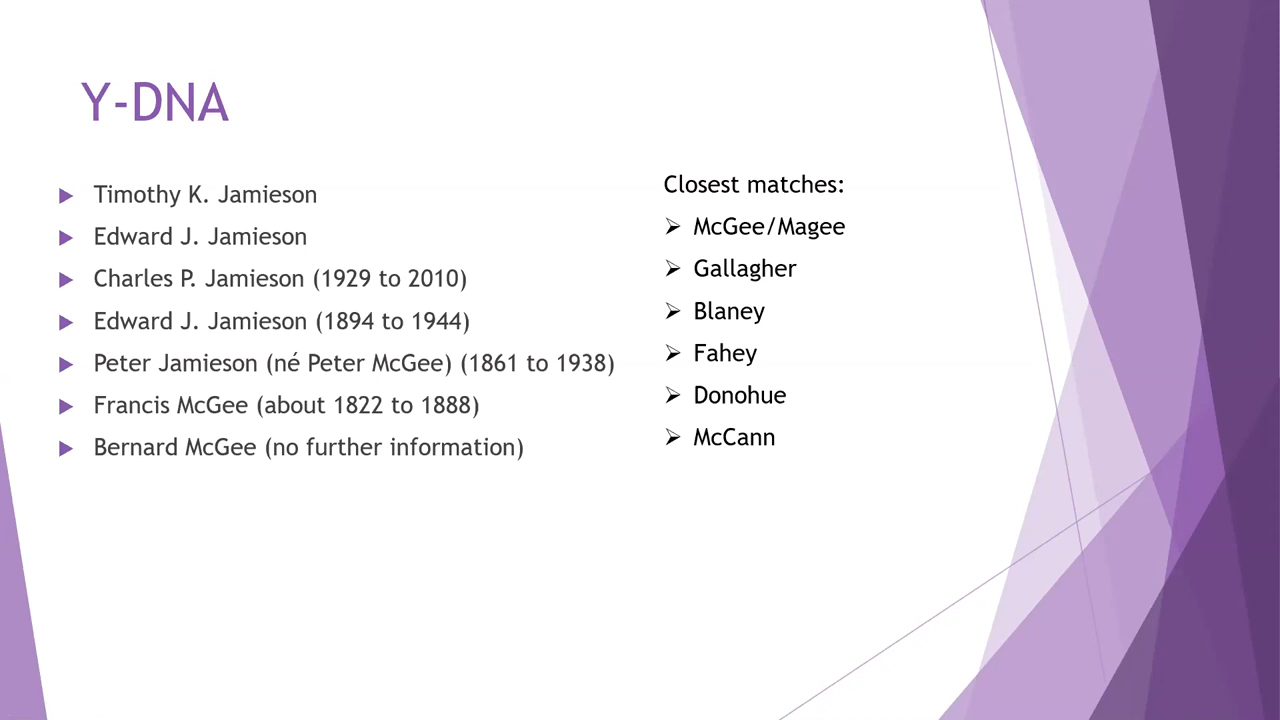 Y-DNA
Timothy K. Jamieson
Edward J. Jamieson
Charles P. Jamieson (1929 to 2010)
Edward J. Jamieson (1894 to 1944)
Peter Jamieson (né Peter McGee) (1861 to 1938)
Francis McGee (about 1822 to 1888)
Bernard McGee (no further information)
Closest matches:
McGee/Magee
Gallagher
Blaney
Fahey
Donohue
McCann